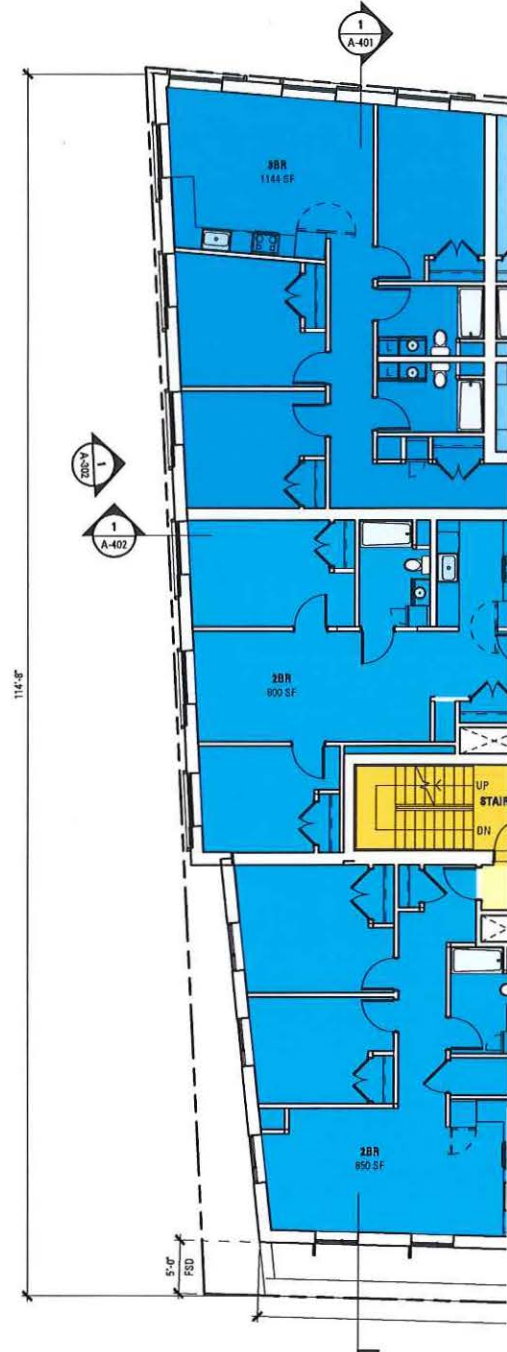 1
A-401
3BR
1144 SF
1
A-302
1
A-402
L
L
2BR
800 SF
114'-8"
UP
STAIR
DN
2BR
850 SF
5'-0"
FSD